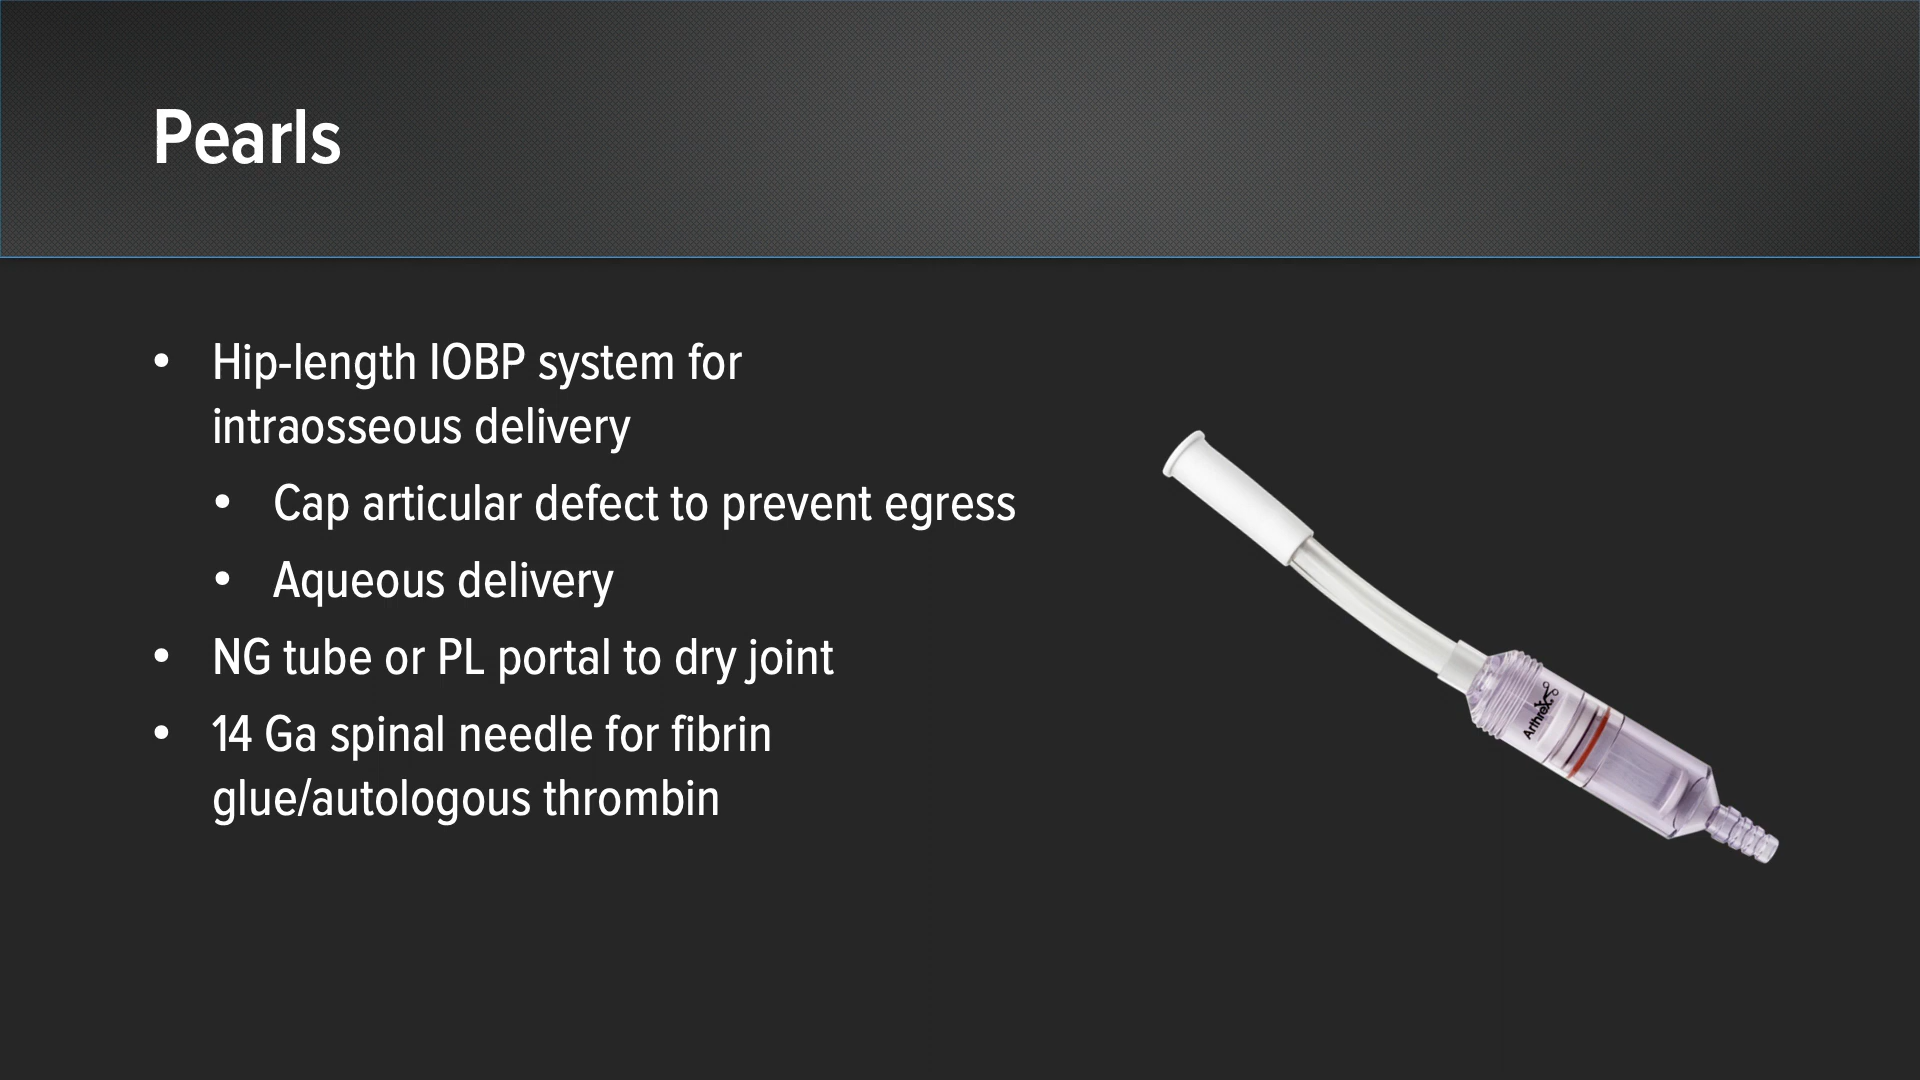 Pearls
• Hip-length IOBP system for
intraosseous delivery
• Cap articular defect to prevent egress
• Aqueous delivery
• NG tube or PL portal to dry joint
• 14 Ga spinal needle for fibrin
glue/autologous thrombin
Arthrex